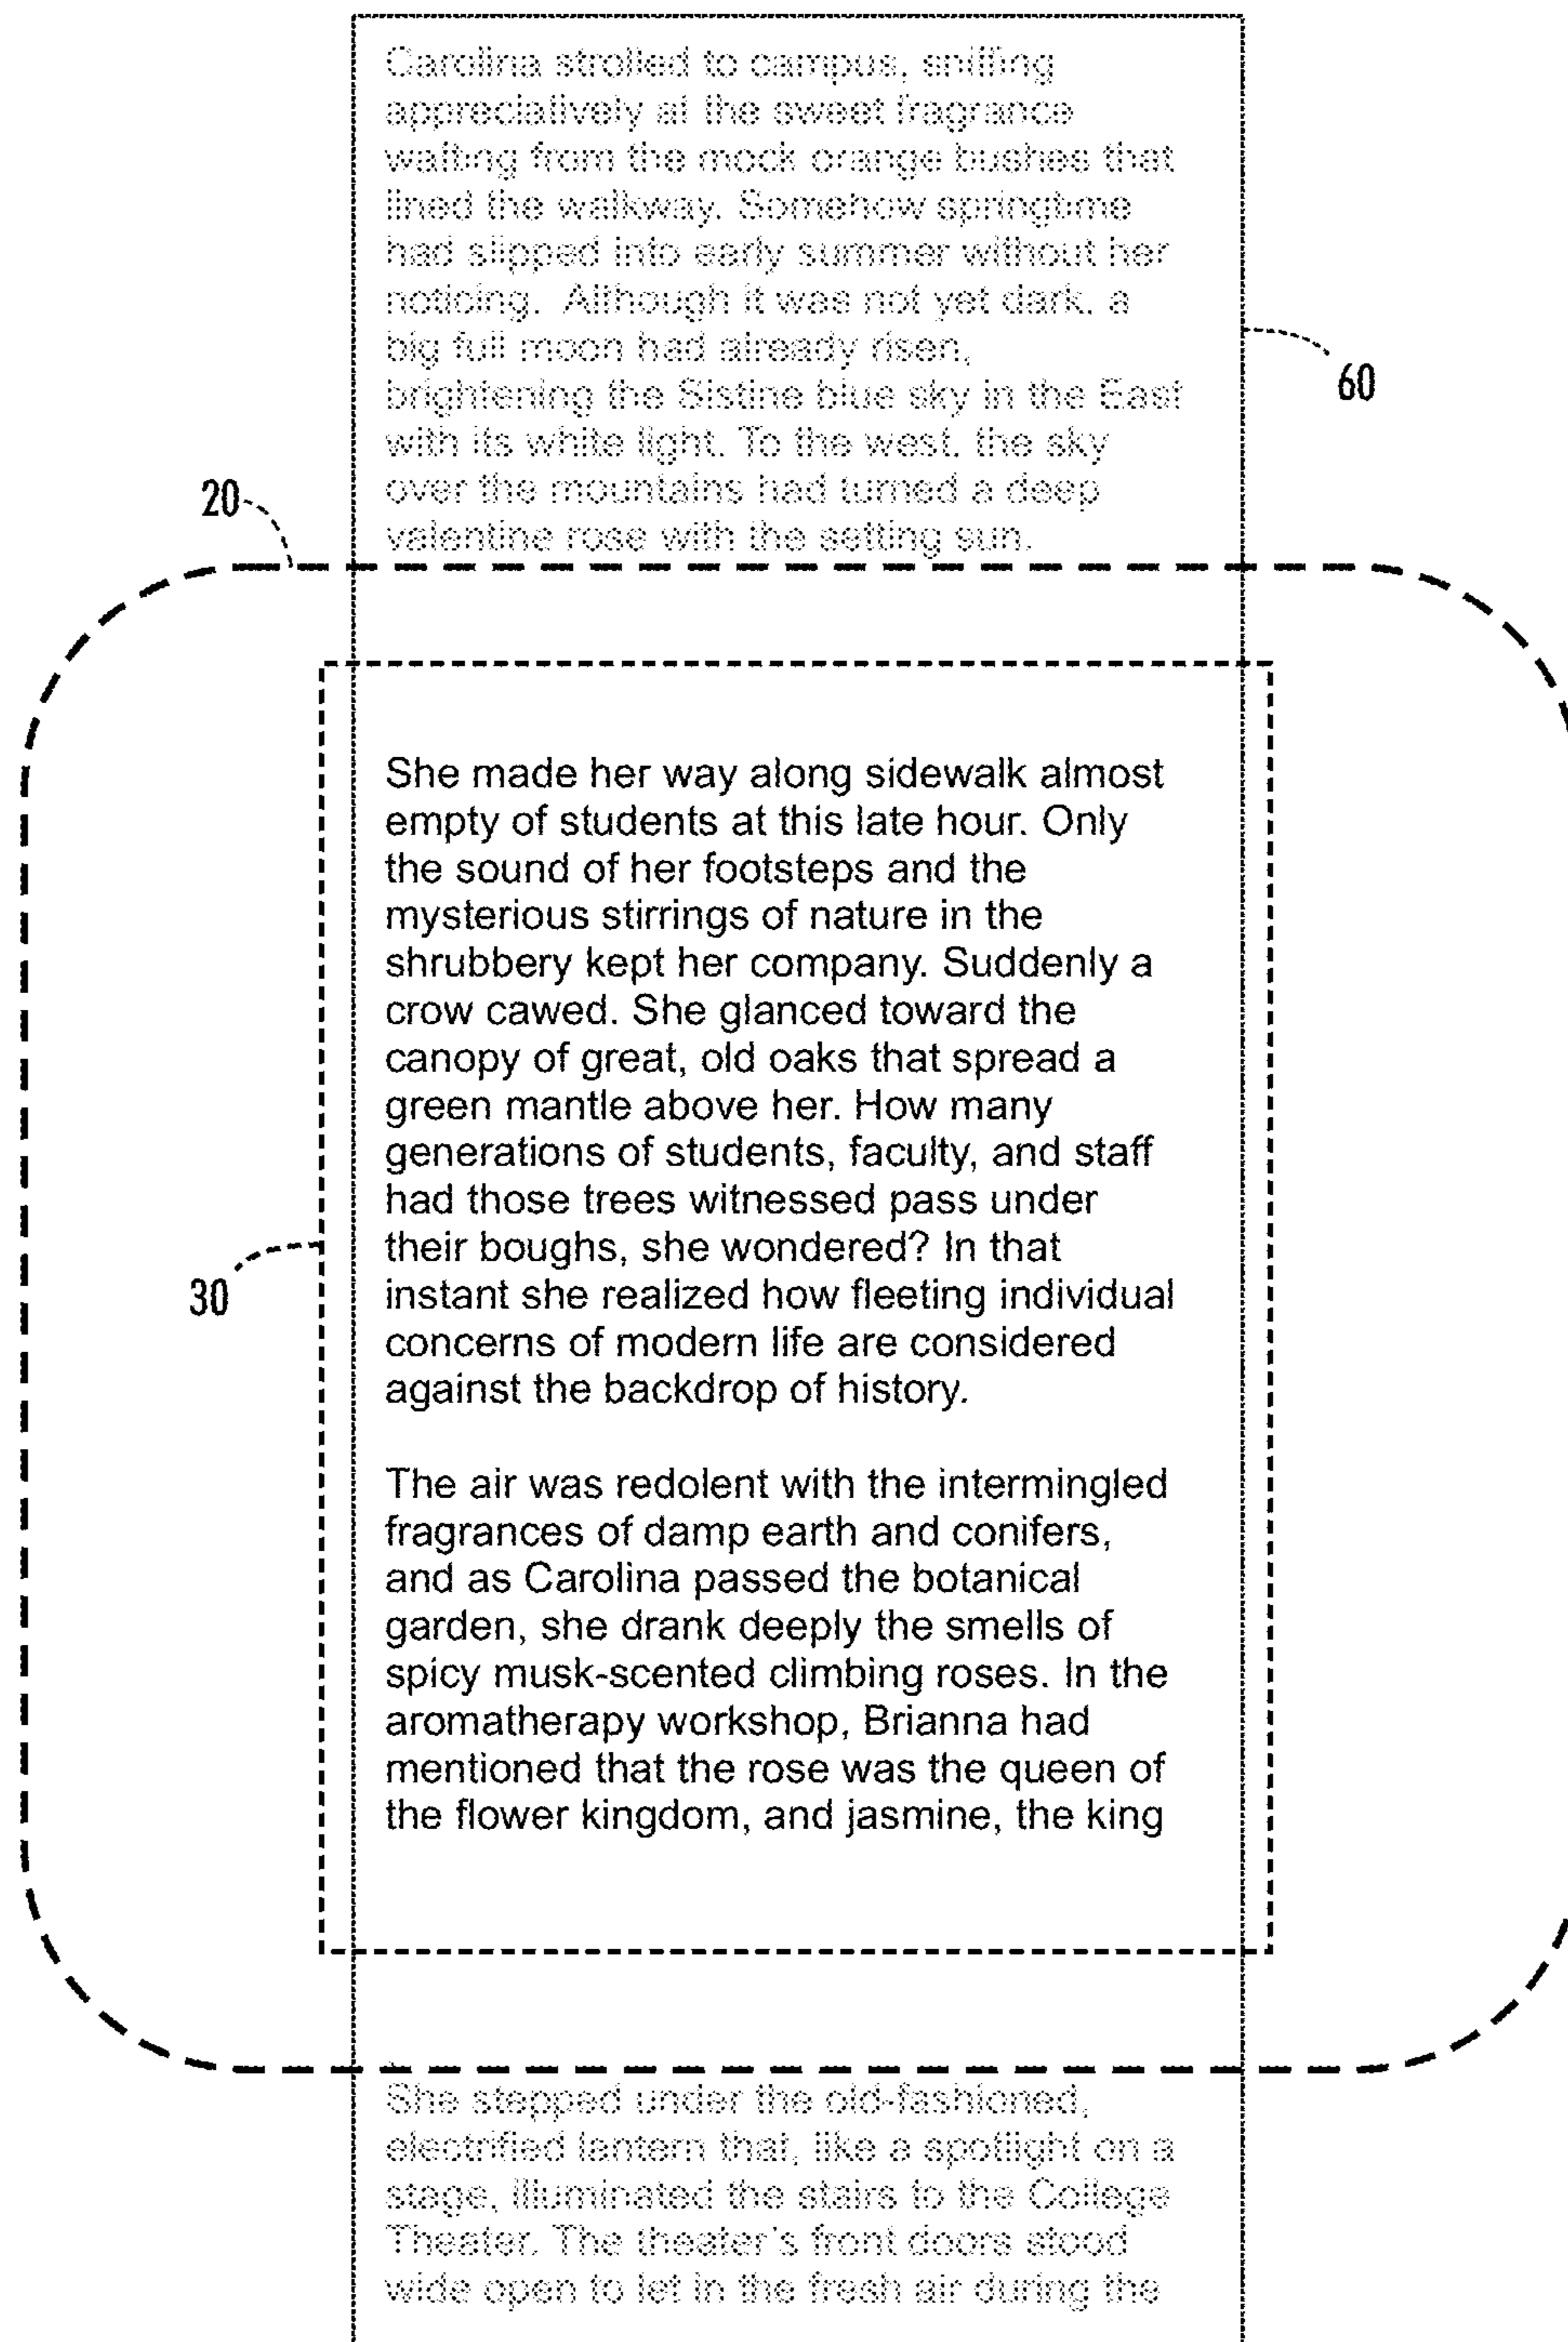 Carolina strolled to campus, sniffing
appreciatively at the sweet fragrance
wafting from the mock orange bushes that
lined the walkway. Somehow springtime
had slipped into early summer without her
noticing. Although it was not yet dark, a
big full moon had already risen,
60
brightening the Sistine blue sky in the East
with its white light. To the west, the sky
20
over the mountains had turned a deep
valentine rose with the setting sun.
She made her way along sidewalk almost
empty of students at this late hour. Only
the sound of her footsteps and the
mysterious stirrings of nature in the
shrubbery kept her company. Suddenly a
crow cawed. She glanced toward the
canopy of great, old oaks that spread a
green mantle above her. How many
generations of students, faculty, and staff
had those trees witnessed pass under
their boughs, she wondered? In that
30
instant she realized how fleeting individual
concerns of modern life are considered
against the backdrop of history.
The air was redolent with the intermingled
fragrances of damp earth and conifers,
and as Carolina passed the botanical
garden, she drank deeply the smells of
spicy musk-scented climbing roses. In the
aromatherapy workshop, Brianna had
mentioned that the rose was the queen of
the flower kingdom, and jasmine, the king
She stepped under the old-fashioned,
electrified lantern that, like a spotlight on a
stage, illuminated the stairs to the College
Theater. The theater's front doors stood
wide open to let in the fresh air during the